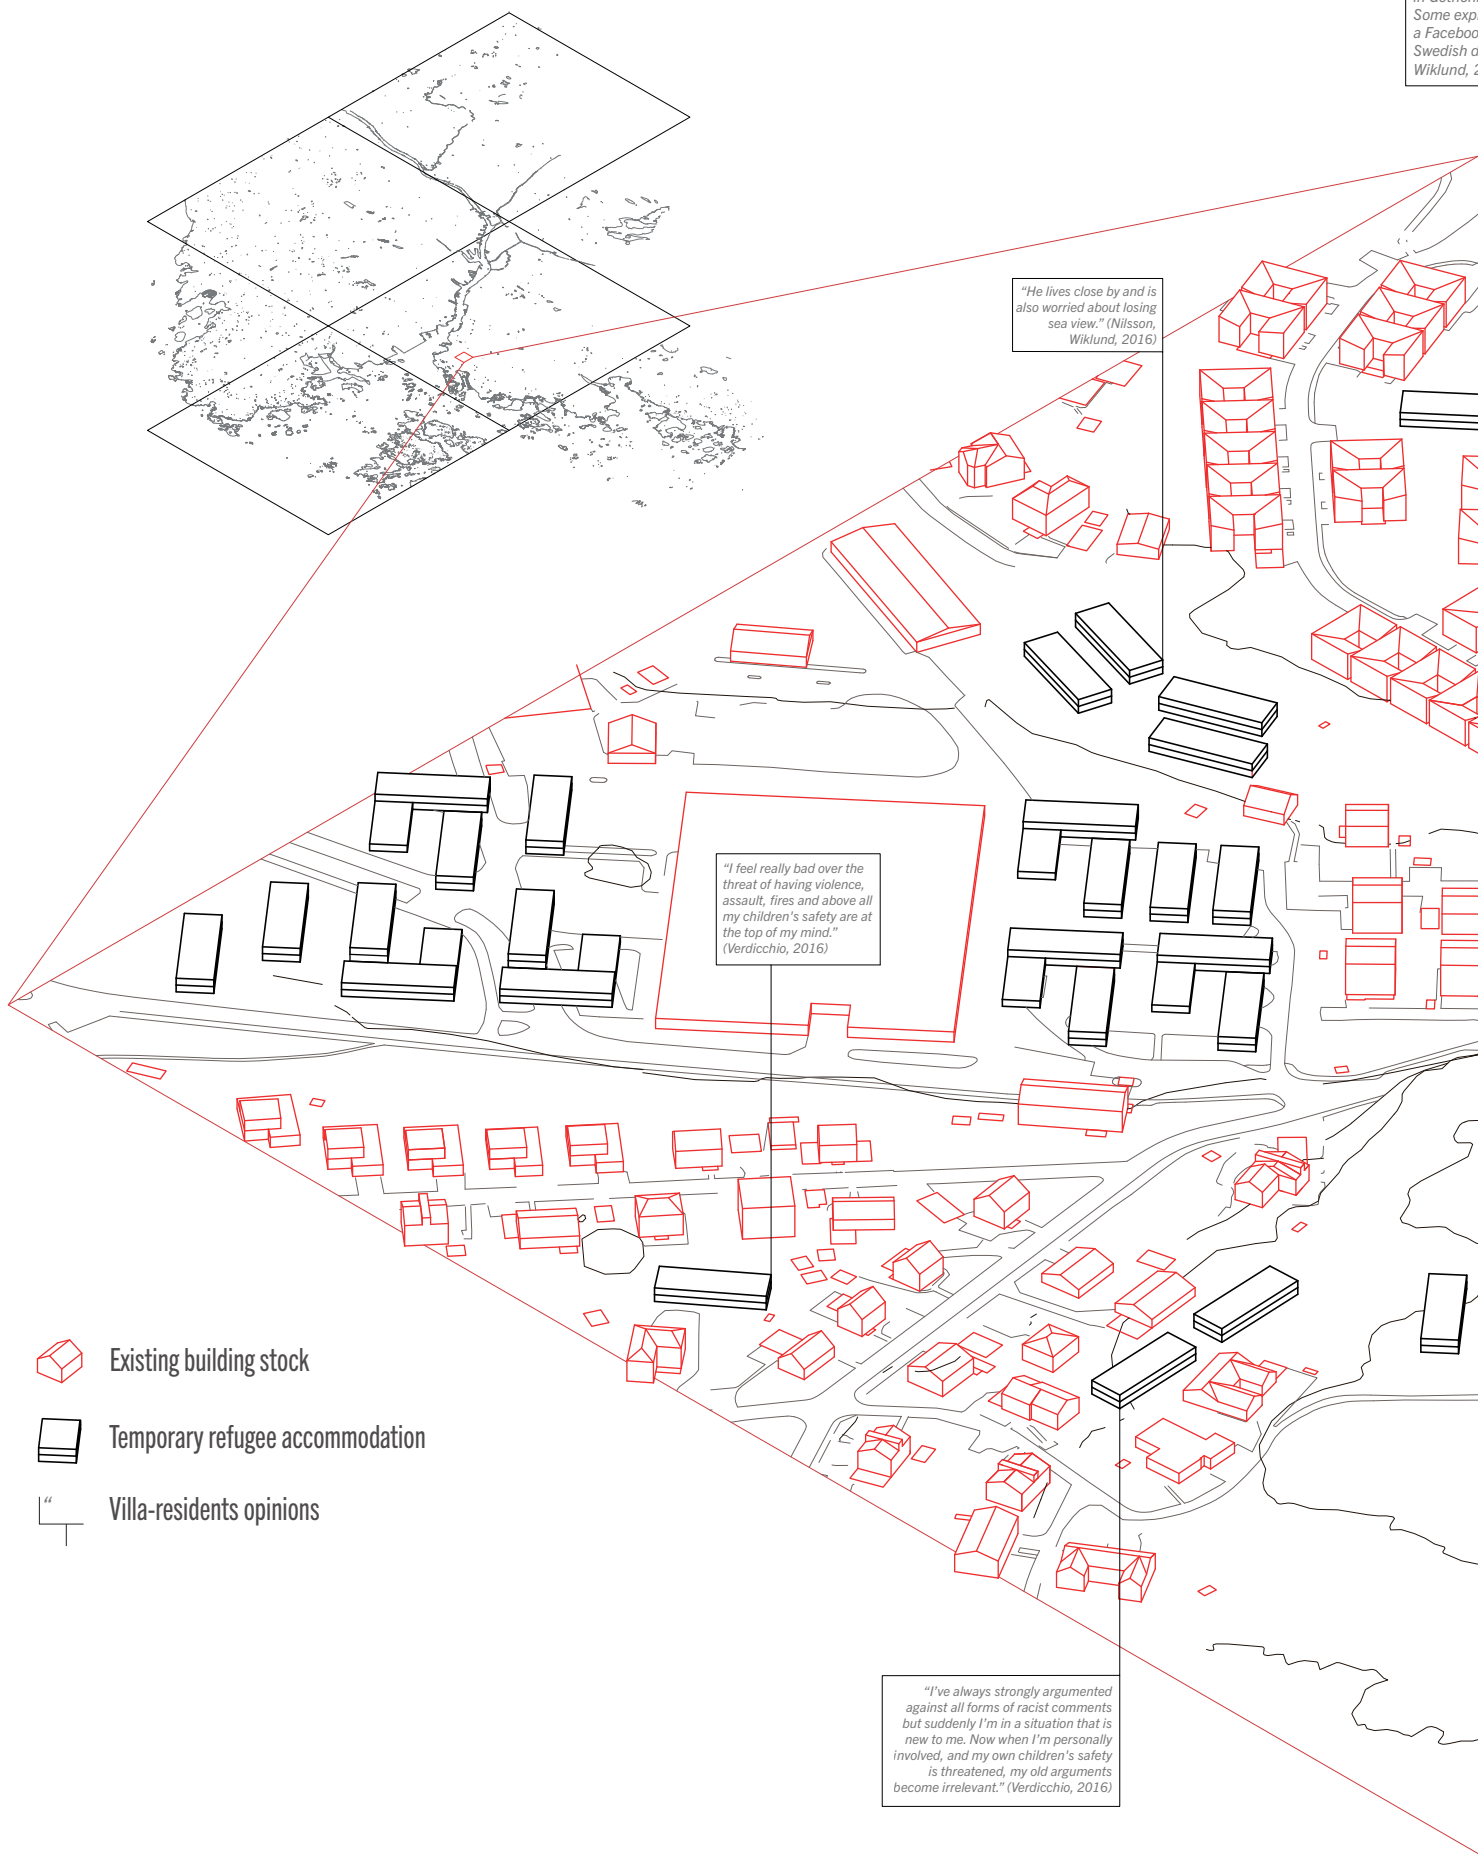 Some
a
Swedish
Wiklund,
“He lives close by and is
also worried about losing
sea view.” (Nilsson,
Wiklund, 2016)
“I feel really bad over the
threat of having violence,
assault, fires and above all
my children's safety are at
the top of my mind.”
(Verdicchio, 2016)
Existing building stock
Temporary refugee accommodation
“
Villa-residents opinions
“I’ve always strongly argumented
against all forms of racist comments
but suddenly I’m in a situation that is
new to me. Now when I’m personally
involved, and my own children's safety
is threatened, my old arguments
become irrelevant.” (Verdicchio, 2016)